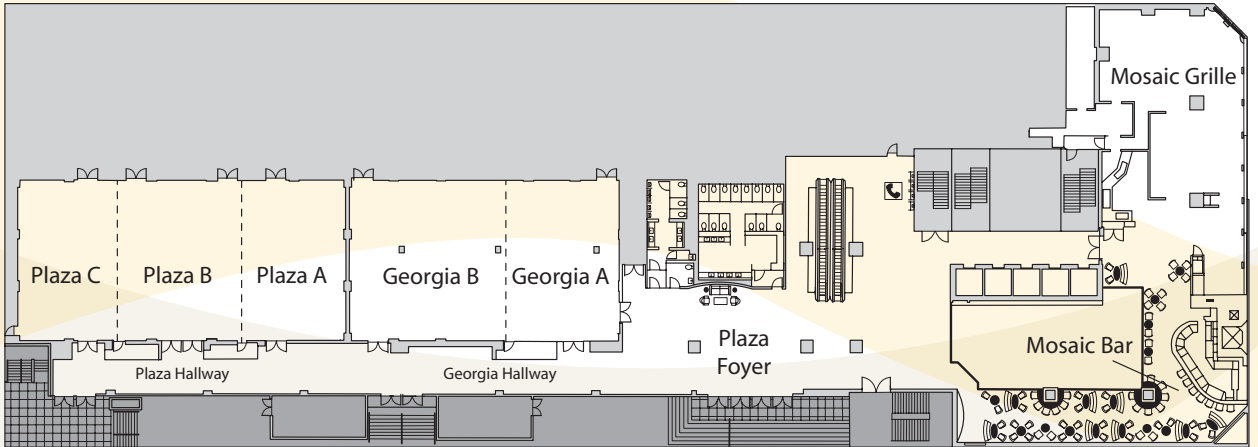 Mosaic Grille
Plaza C
Plaza B
Plaza A
Georgia B
Georgia A
Plaza
Foyer
Mosaic Bar
Plaza Hallway
Georgia Hallway